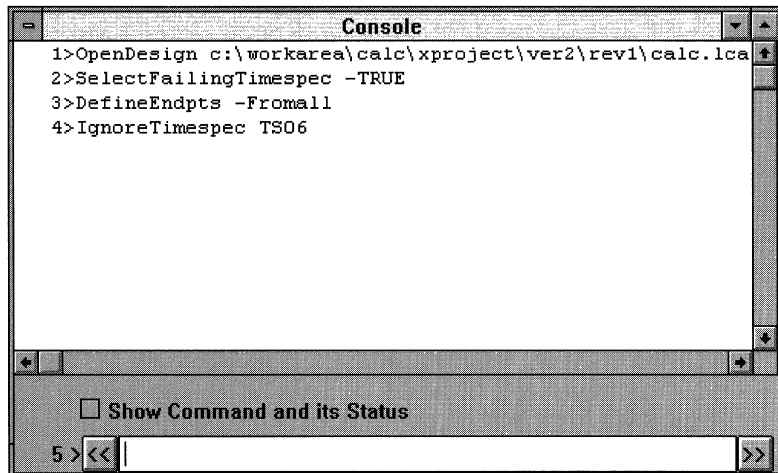 Console
1>OpenDesign c:\workarea\calc\xproject\ver2\rev1\calc.lca
2>SelectFailingTimespec -TRUE
3>DefineEndpts -Fromall
4>IgnoreTimespec TS06
Show Command and its Status
5 > << >>